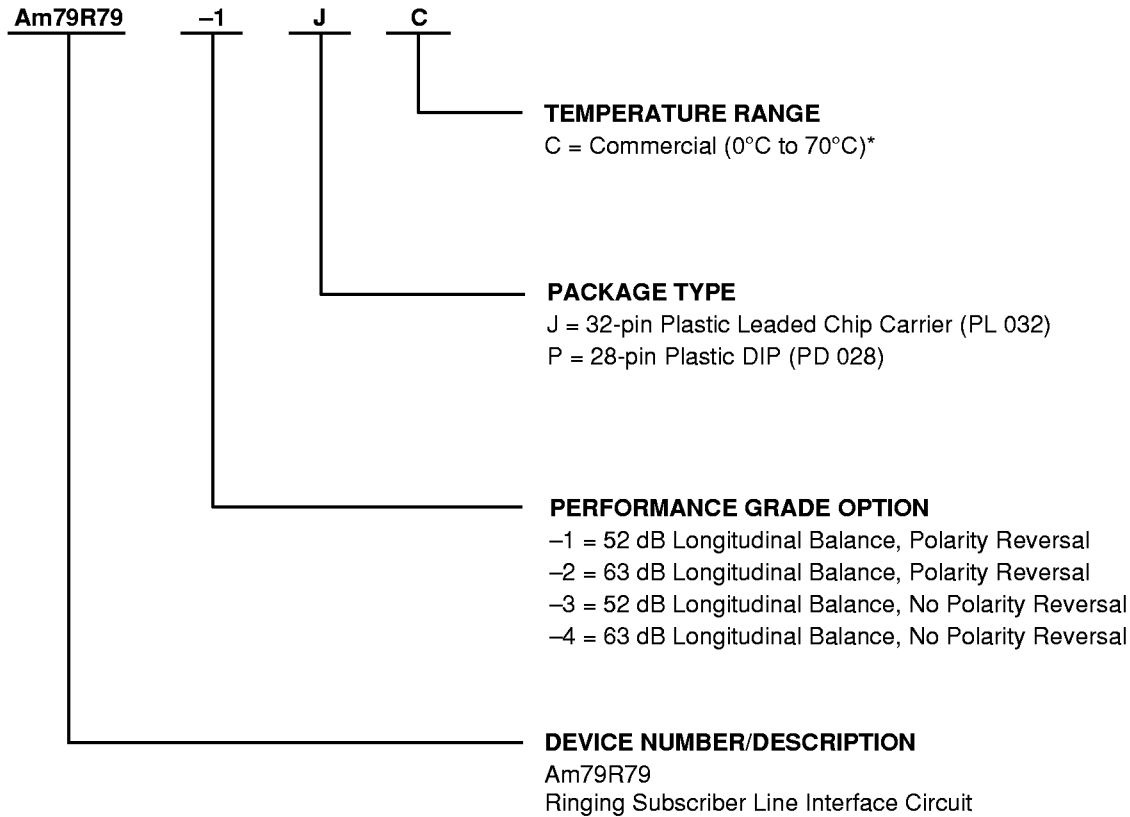 Am79R79 –1 J C
TEMPERATURE RANGE
C = Commercial (0°C to 70°C)*
PACKAGE TYPE
J = 32-pin Plastic Leaded Chip Carrier (PL 032)
P = 28-pin Plastic DIP (PD 028)
PERFORMANCE GRADE OPTION
–1 = 52 dB Longitudinal Balance, Polarity Reversal
–2 = 63 dB Longitudinal Balance, Polarity Reversal
–3 = 52 dB Longitudinal Balance, No Polarity Reversal
–4 = 63 dB Longitudinal Balance, No Polarity Reversal
DEVICE NUMBER/DESCRIPTION
Am79R79
Ringing Subscriber Line Interface Circuit